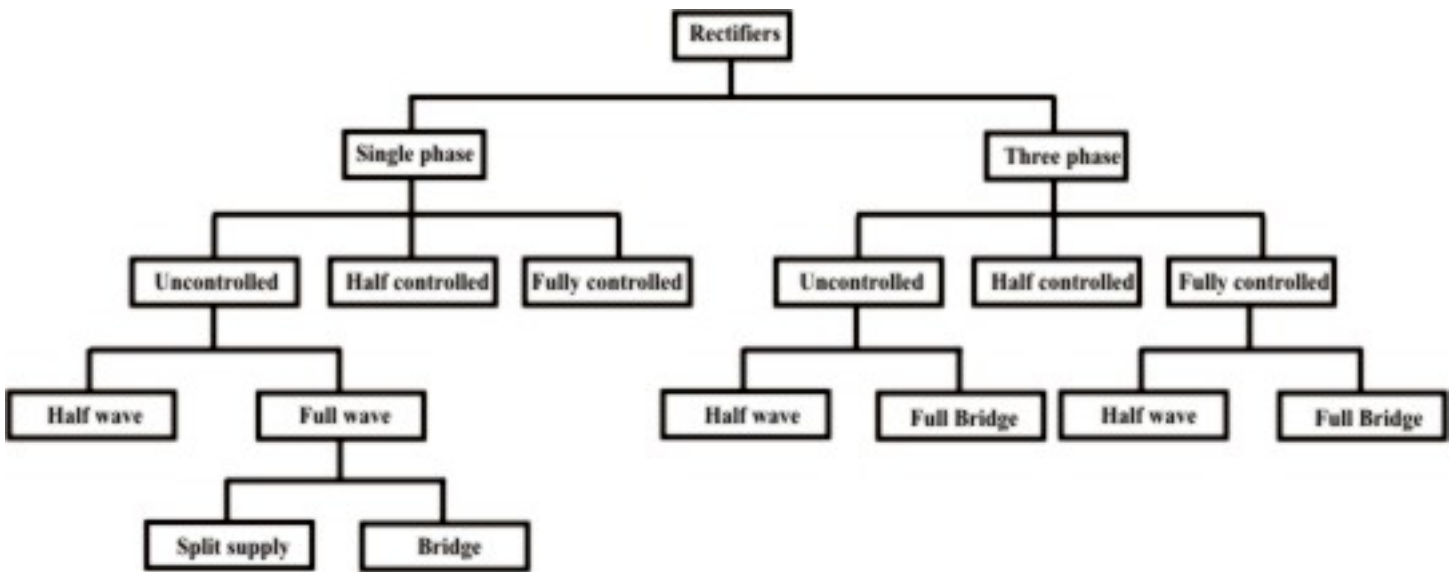 Rectifiers
Single phase
Three phase
Uncontrolled
Half controlled
Fully controlled
Uncontrolled
Half controlled
Fully controlled
Half wave
Full wave
Half wave
Full Bridge
Half wave
Full Bridge
Split supply
Bridge